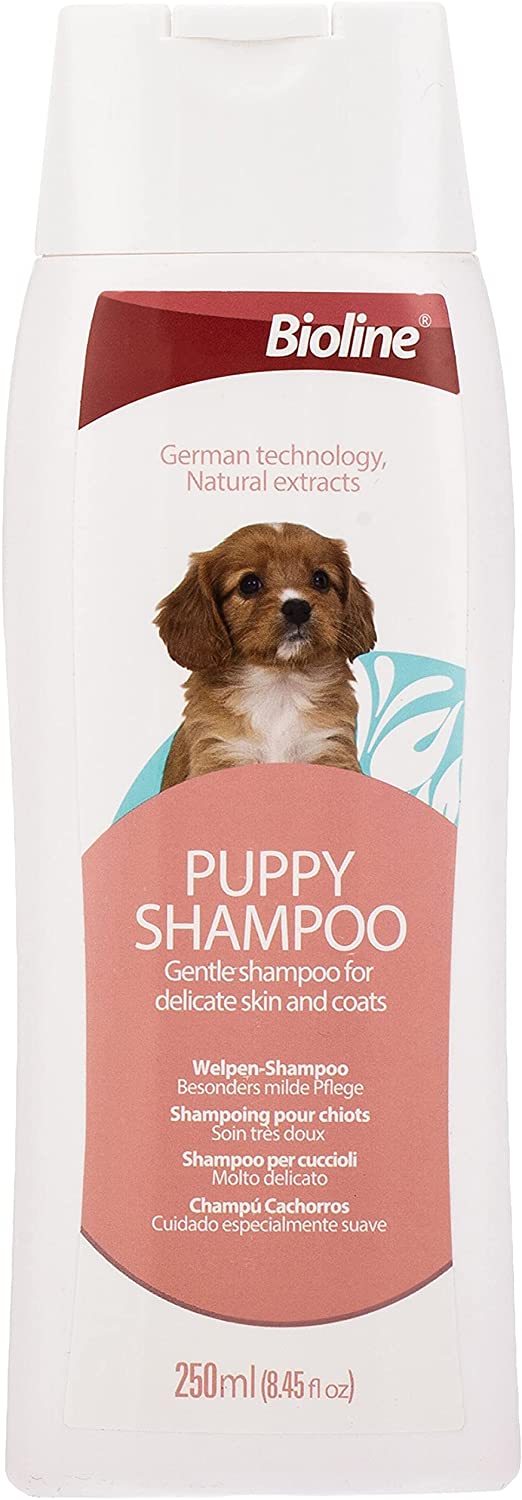 Bioline®
German technology,
Natural extracts
PUPPY
SHAMPOO
Gentle shampoo for
delicate skin and coats
Welpen-Shampoo
Besonders milde Pflege
Shampoing pour chiots
Soin très doux
Shampoo per cuccioli
Molto delicato
Champú Cachorros
Cuidado especialmente suave
250ml (8.45 fl oz)